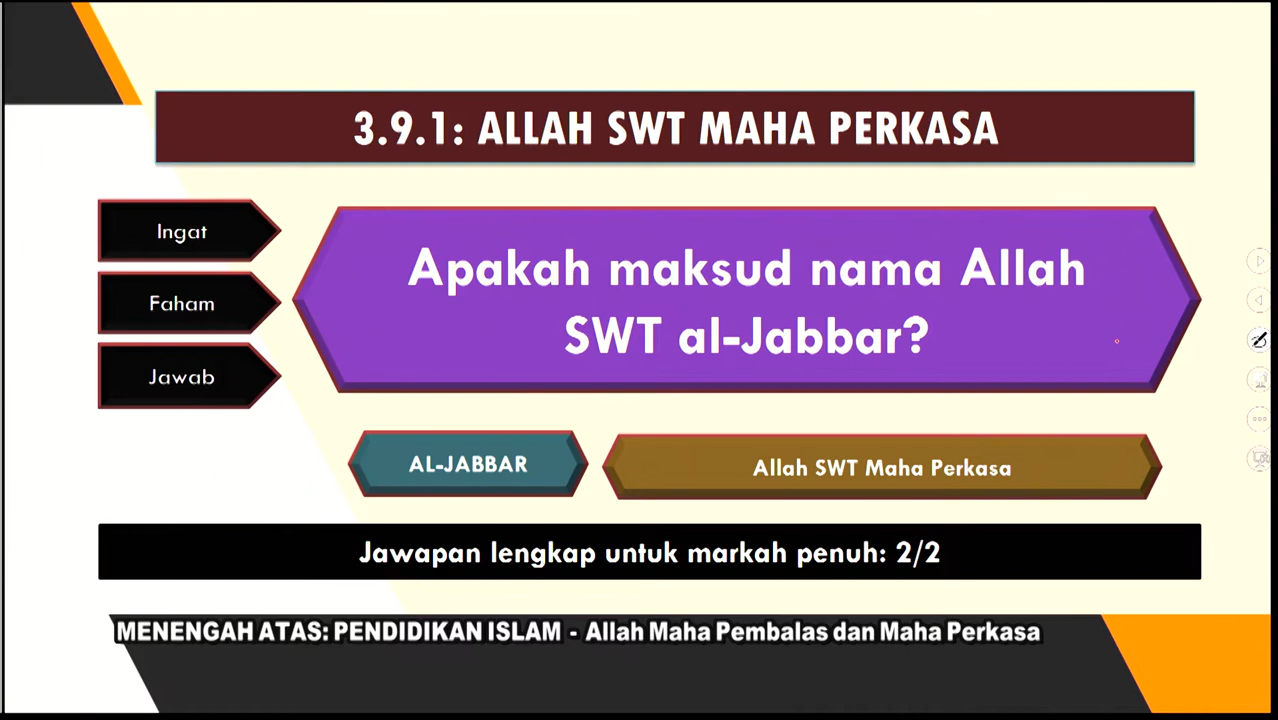 3.9.1: ALLAH SWT MAHA PERKASA
Ingat
Faham
Jawab
Apakah maksud nama Allah
SWT al-Jabbar?
AL-JABBAR
Allah SWT Maha Perkasa
Jawapan lengkap untuk markah penuh: 2/2
MENENGAH ATAS: PENDIDIKAN ISLAM - Allah Maha Pembalas dan Maha Perkasa